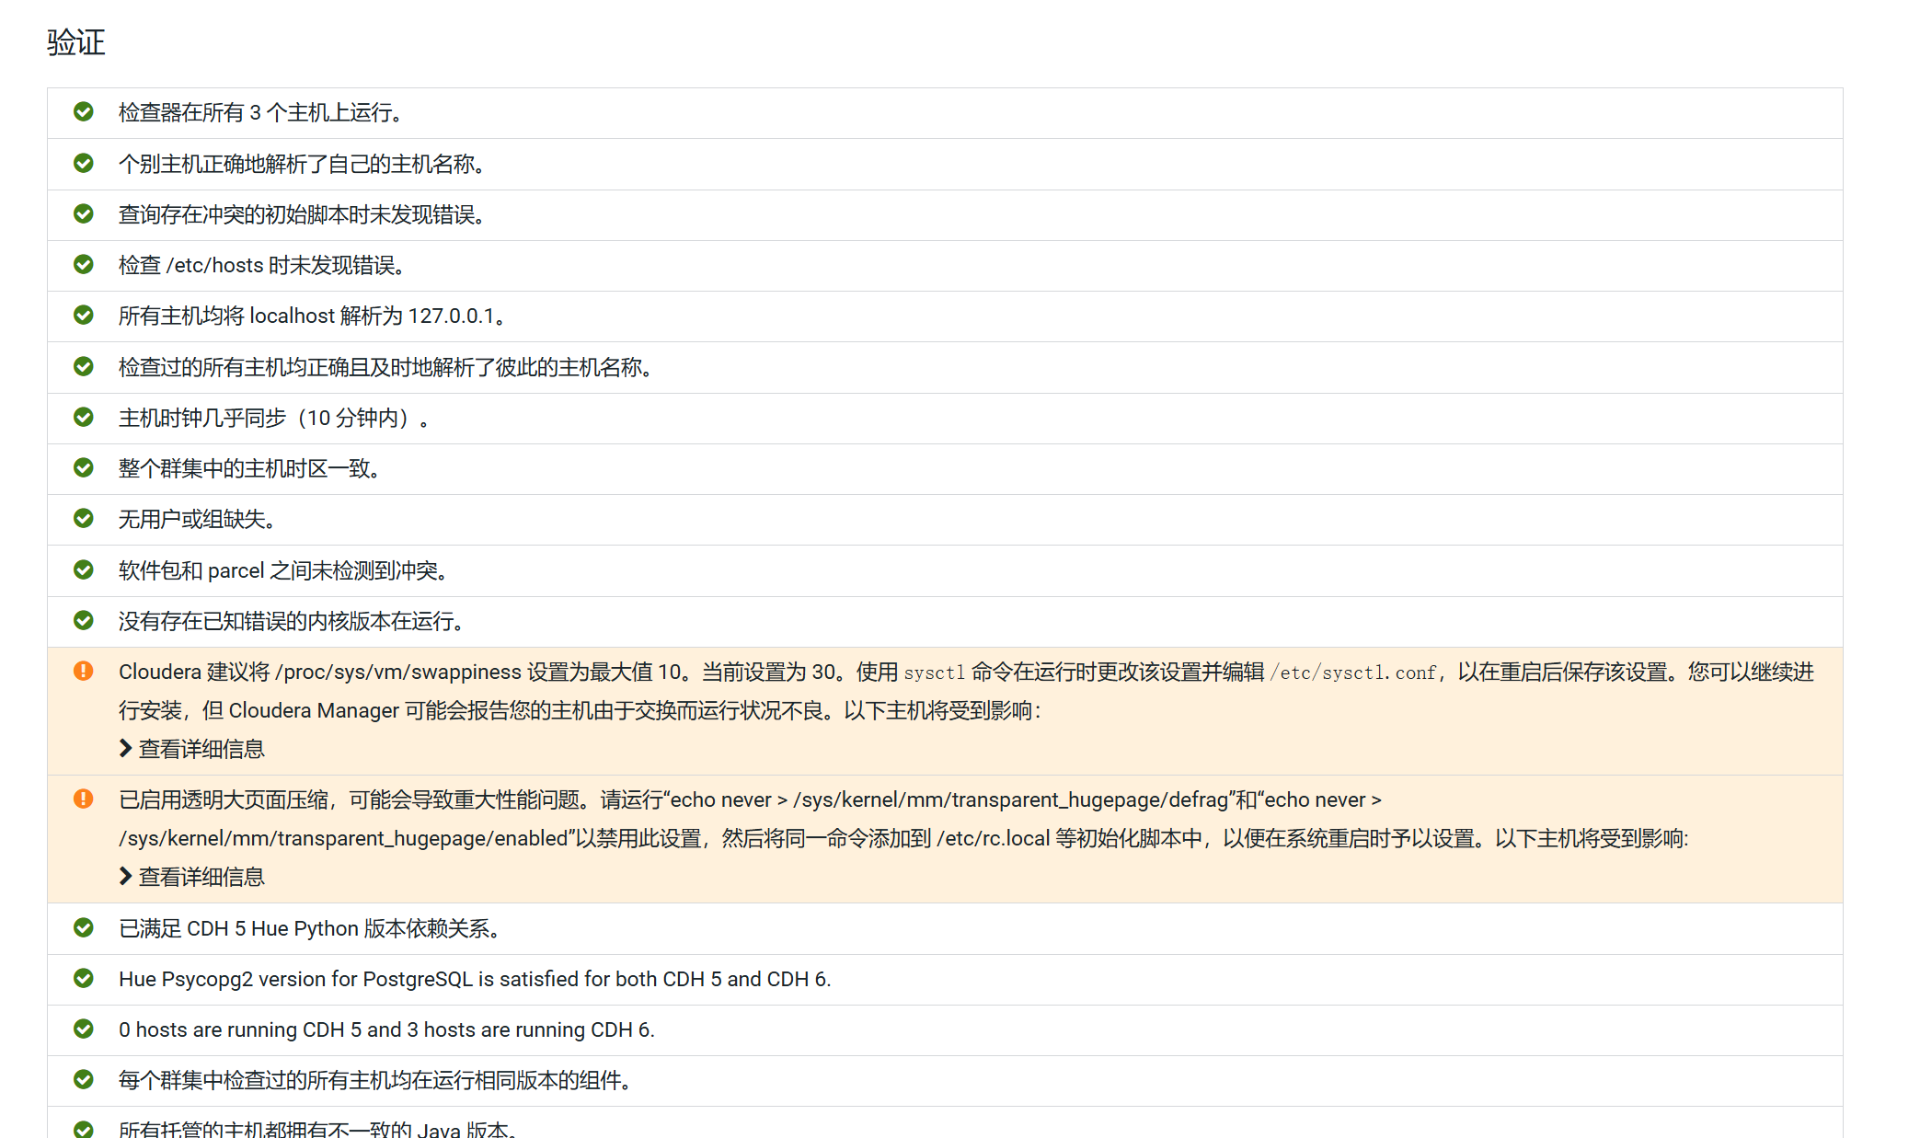 验证
检查器在所有 3 个主机上运行。
个别主机正确地解析了自己的主机名称。
查询存在冲突的初始脚本时未发现错误。
检查 /etc/hosts 时未发现错误。
所有主机均将 localhost 解析为 127.0.0.1。
检查过的所有主机均正确且及时地解析了彼此的主机名称。
主机时钟几乎同步（10 分钟内）。
整个群集中的主机时区一致。
无用户或组缺失。
软件包和 parcel 之间未检测到冲突。
没有存在已知错误的内核版本在运行。
Cloudera 建议将 /proc/sys/vm/swappiness 设置为最大值 10。当前设置为 30。使用 sysctl 命令在运行时更改该设置并编辑 /etc/sysctl.conf，以在重启后保存该设置。您可以继续进
行安装，但 Cloudera Manager 可能会报告您的主机由于交换而运行状况不良。以下主机将受到影响：
查看详细信息
已启用透明大页面压缩，可能会导致重大性能问题。请运行“echo never > /sys/kernel/mm/transparent_hugepage/defrag”和“echo never >
/sys/kernel/mm/transparent_hugepage/enabled”以禁用此设置，然后将同一命令添加到 /etc/rc.local 等初始化脚本中，以便在系统重启时予以设置。以下主机将受到影响:
查看详细信息
已满足 CDH 5 Hue Python 版本依赖关系。
Hue Psycopg2 version for PostgreSQL is satisfied for both CDH 5 and CDH 6.
0 hosts are running CDH 5 and 3 hosts are running CDH 6.
每个群集中检查过的所有主机均在运行相同版本的组件。
所有托管的主机都拥有不一致的 Java 版本。